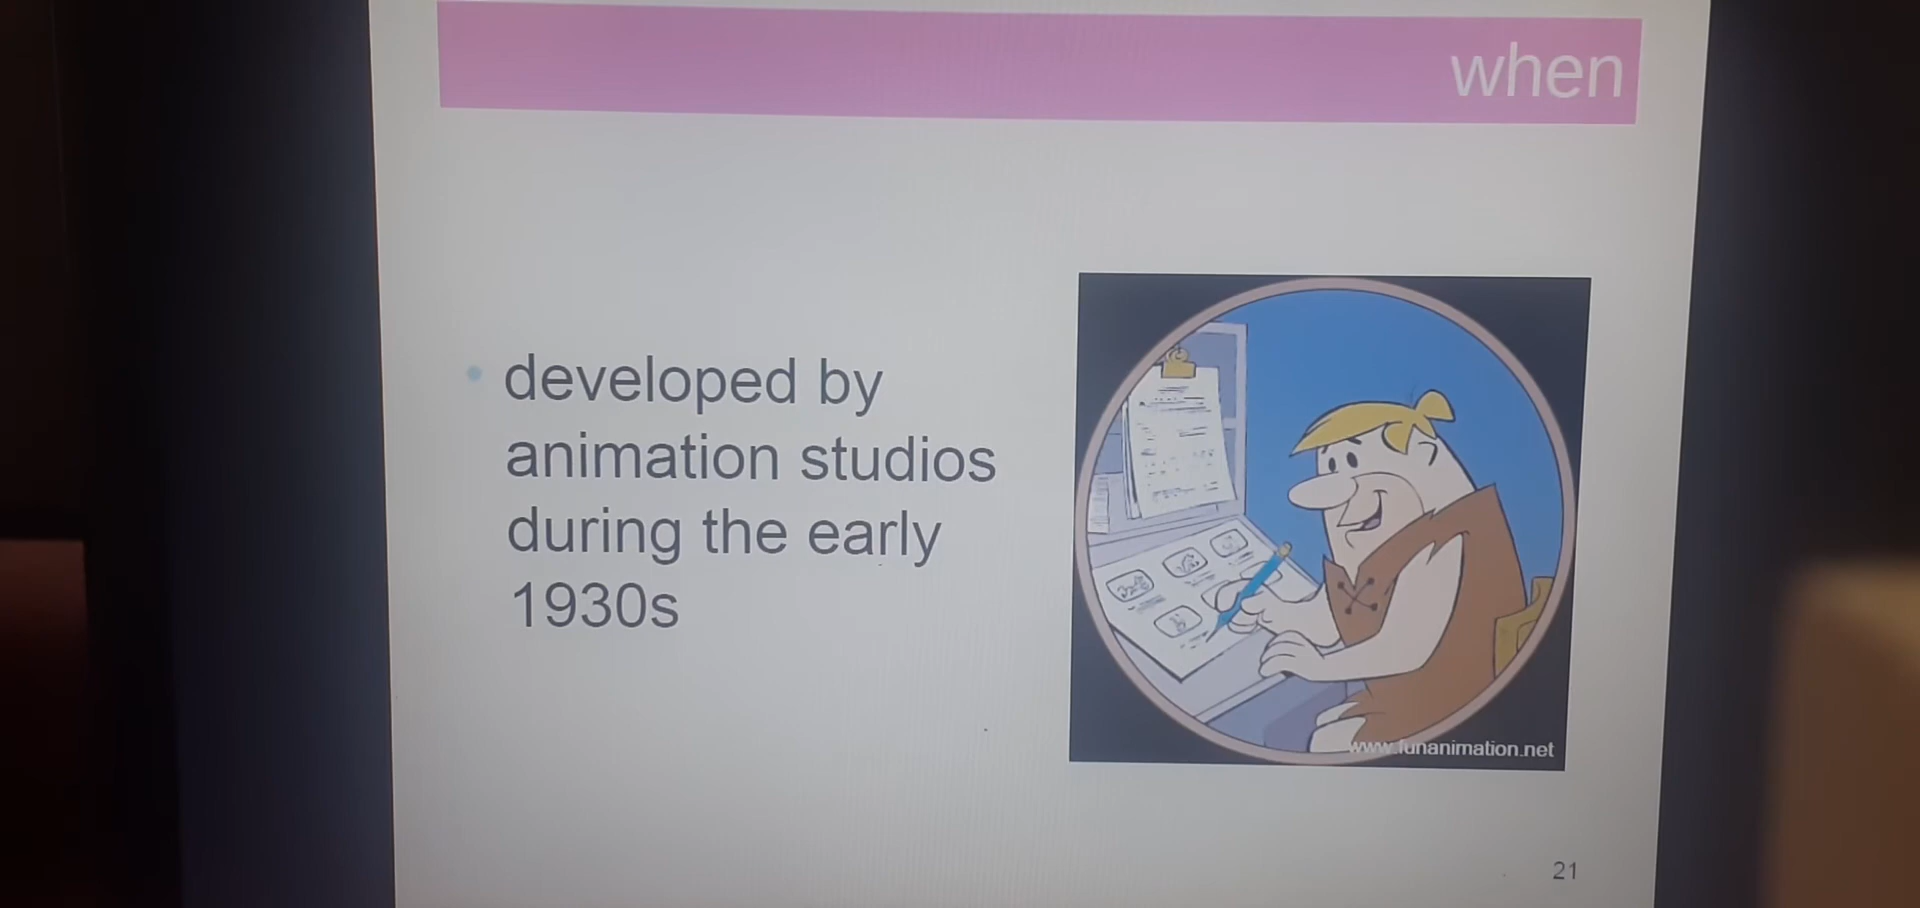 when
developed by
animation studios
during the early
1930s
www.funanimation.net
21